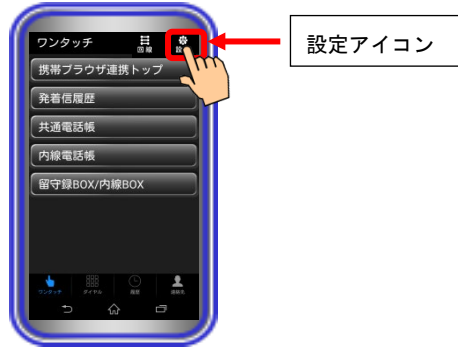 ワンタッチ
回線
設定アイコン
携帯ブラウザ連携トップ
発着信履歴
共通電話帳
内線電話帳
留守録BOX/内線BOX
ワンタッチ
ダイヤル
履歴
連絡先